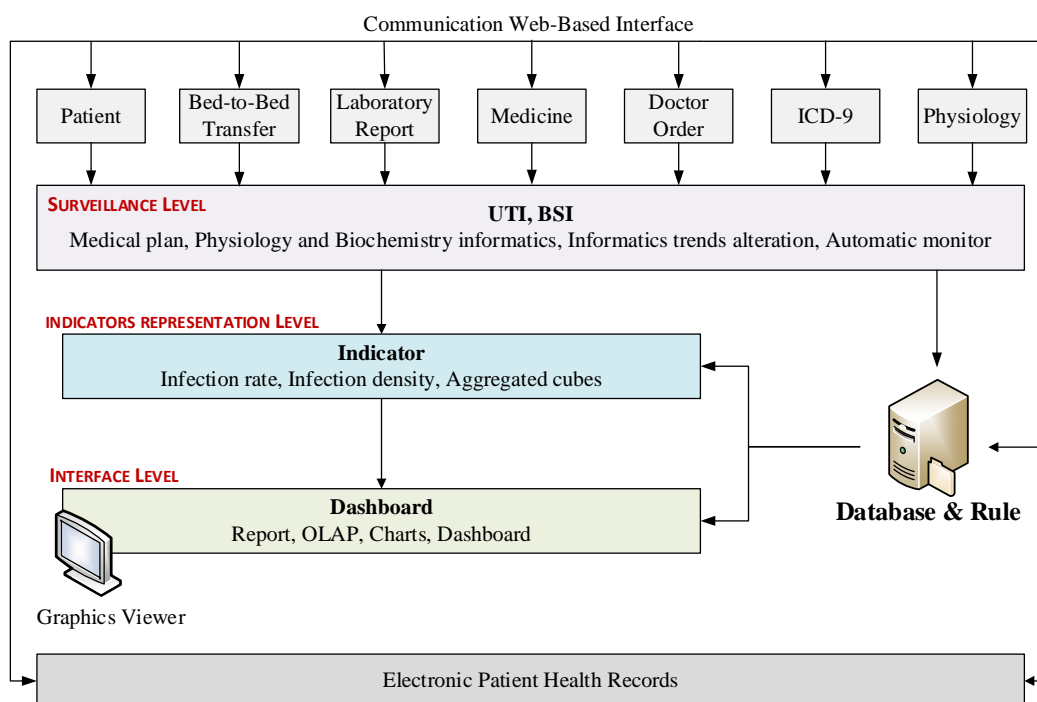 Communication Web-Based Interface
Patient
Bed-to-Bed
Transfer
Laboratory
Report
Medicine
Doctor
Order
ICD-9
Physiology
SURVEILLANCE LEVEL
UTI, BSI
Medical plan, Physiology and Biochemistry informatics, Informatics trends alteration, Automatic monitor
INDICATORS REPRESENTATION LEVEL
Indicator
Infection rate, Infection density, Aggregated cubes
INTERFACE LEVEL
Dashboard
Report, OLAP, Charts, Dashboard
Database & Rule
Graphics Viewer
Electronic Patient Health Records